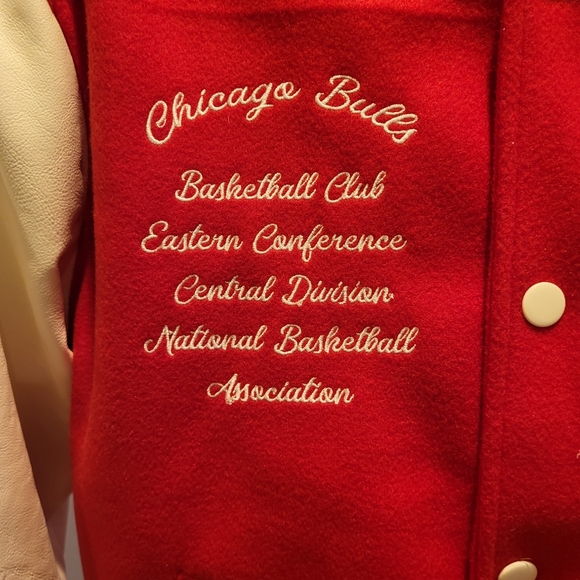 Chicago Bulls
Basketball Club
Eastern Conference
Central Division
National Basketball
Association